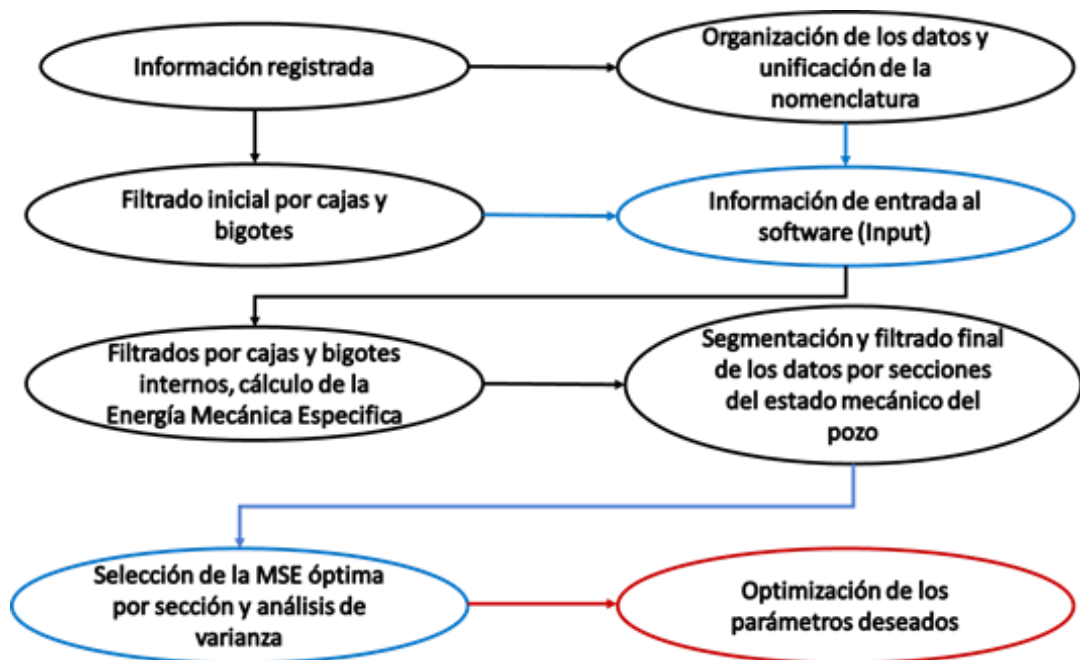 Información registrada
Organización de los datos y
unificación de la
nomenclatura
Filtrado inicial por cajas y
bigotes
Información de entrada al
software (Input)
Filtrados por cajas y bigotes
internos, cálculo de la
Energía Mecánica Especifica
Segmentación y filtrado final
de los datos por secciones
del estado mecánico del
pozo
Selección de la MSE óptima
por sección y análisis de
varianza
Optimización de los
parámetros deseados